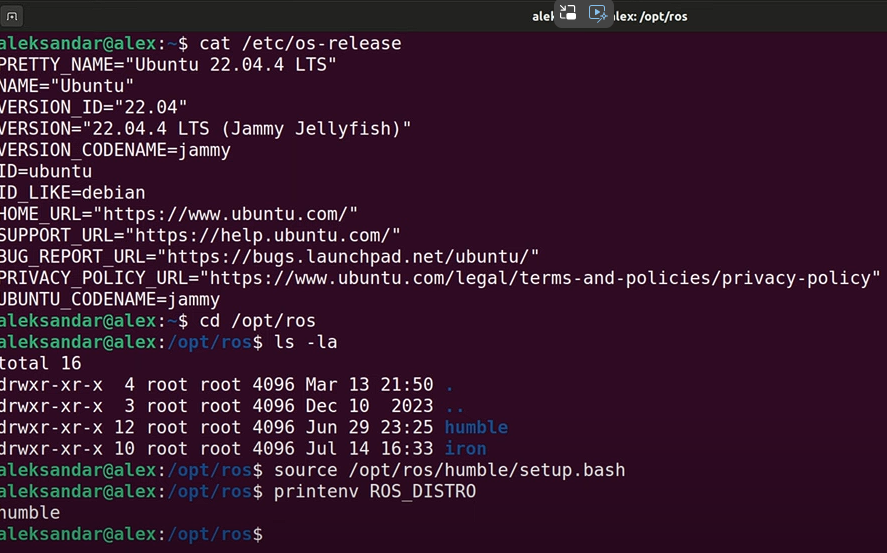 alek lex: /opt/ros
aleksandar@alex:~$ cat /etc/os-release
PRETTY_NAME="Ubuntu 22.04.4 LTS"
NAME="Ubuntu"
VERSION_ID="22.04"
VERSION="22.04.4 LTS (Jammy Jellyfish)"
VERSION_CODENAME=jammy
ID=ubuntu
ID_LIKE=debian
HOME_URL="https://www.ubuntu.com/"
SUPPORT_URL="https://help.ubuntu.com/"
BUG_REPORT_URL="https://bugs.launchpad.net/ubuntu/"
PRIVACY_POLICY_URL="https://www.ubuntu.com/legal/terms-and-policies/privacy-policy"
UBUNTU_CODENAME=jammy
aleksandar@alex:~$ cd /opt/ros
aleksandar@alex:/opt/ros$ ls -la
total 16
drwxr-xr-x  4 root root 4096 Mar 13 21:50 .
drwxr-xr-x  3 root root 4096 Dec 10  2023 ..
drwxr-xr-x 12 root root 4096 Jun 29 23:25 humble
drwxr-xr-x 10 root root 4096 Jul 14 16:33 iron
aleksandar@alex:/opt/ros$ source /opt/ros/humble/setup.bash
aleksandar@alex:/opt/ros$ printenv ROS_DISTRO
humble
aleksandar@alex:/opt/ros$